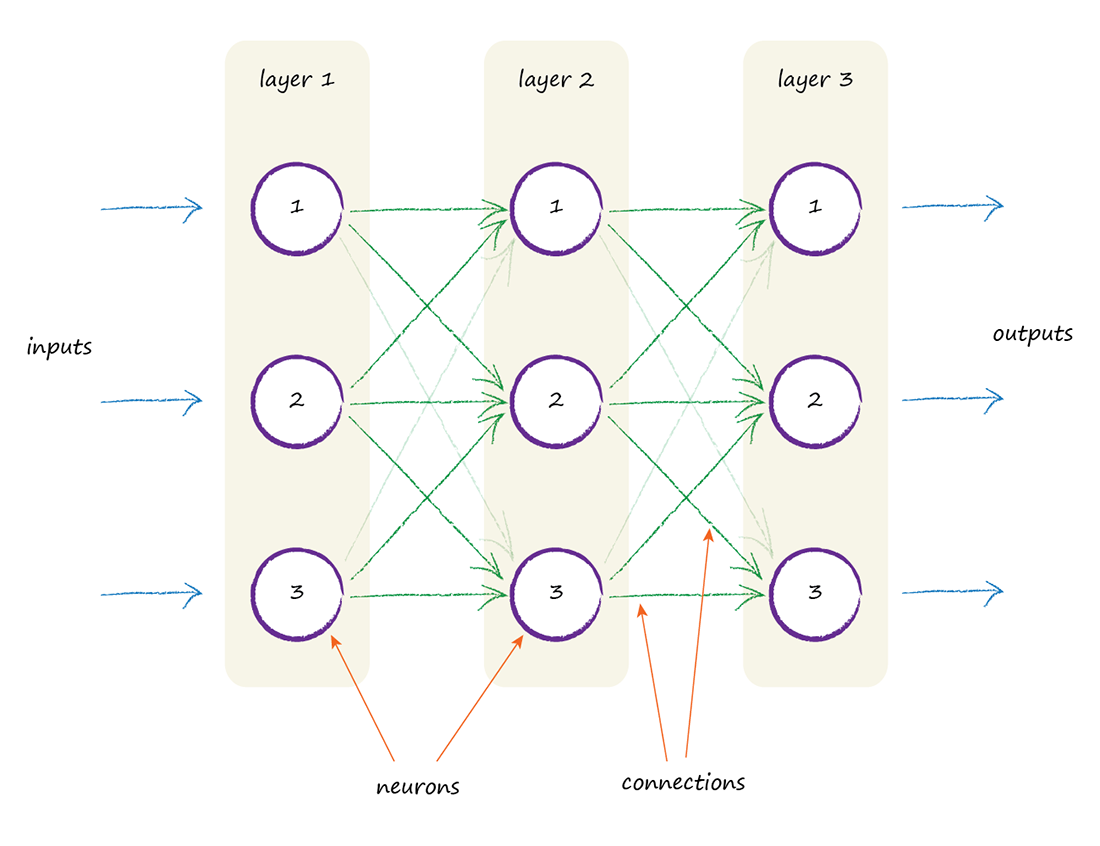 layer 1
layer 2
layer 3
1
1
1
inputs
outputs
2
2
2
3
3
3
neurons
connections